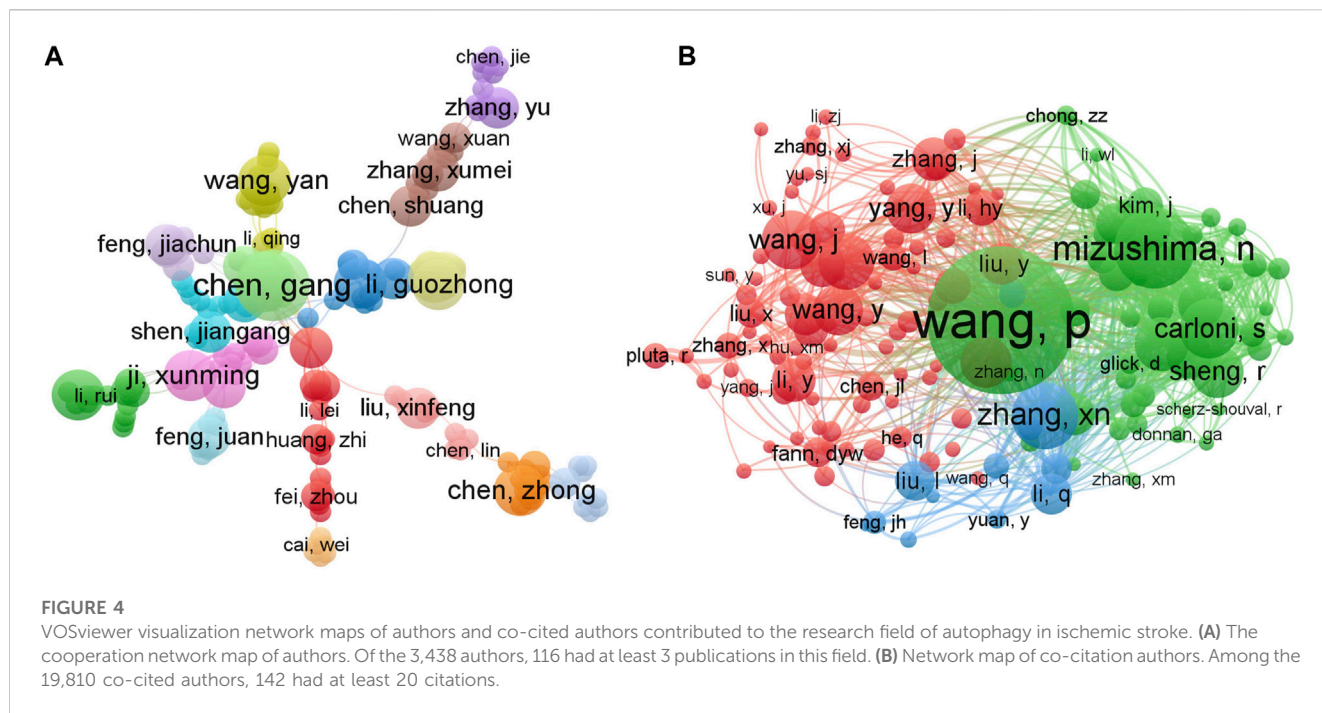 A
chen, jie
zhang, yu
wang, xuan
wang, yan
zhang, xumei
chen, shuang
feng, jiachun
li, qing
chen, gang
li, guozhong
shen, jiangang
ji, xunming
li, rui
li, lei
liu, xinfeng
feng, juan
huang, zhi
chen, lin
chen, zhong
fei, zhou
cai, wei
B
li, zj
chong, zz
zhang, xj
zhang, j
li, wl
yu, sj
xu, j
yang, y
li, hy
kim, j
wang, j
wang, l
liu, y
mizushima, n
sun, y
liu, x
wang, y
wang, p
carloni, s
pluta, r
zhang, x
hu, xm
zhang, n
glick, d
sheng, r
yang, j
li, y
chen, jl
zhang, xn
scherz-shouval, r
he, q
donnan, ga
fann, dyw
liu, l
wang, q
li, q
zhang, xm
feng, jh
yuan, y
FIGURE 4
VOSviewer visualization network maps of authors and co-cited authors contributed to the research field of autophagy in ischemic stroke. (A) The
cooperation network map of authors. Of the 3,438 authors, 116 had at least 3 publications in this field. (B) Network map of co-citation authors. Among the
19,810 co-cited authors, 142 had at least 20 citations.